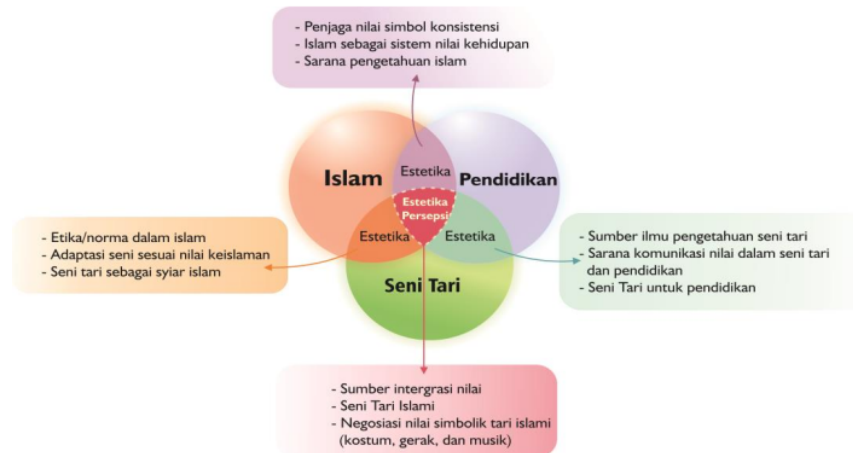 - Penjaga nilai simbol konsistensi
- Islam sebagai sistem nilai kehidupan
- Sarana pengetahuan islam
Islam
Estetika
Pendidikan
Estetika
Persepsi
Estetika
Estetika
Seni Tari
- Etika/norma dalam islam
- Adaptasi seni sesuai nilai keislaman
- Seni tari sebagai syiar islam
- Sumber ilmu pengetahuan seni tari
- Sarana komunikasi nilai dalam seni tari
dan pendidikan
- Seni Tari untuk pendidikan
- Sumber intergrasi nilai
- Seni Tari Islami
- Negosiasi nilai simbolik tari islami
(kostum, gerak, dan musik)